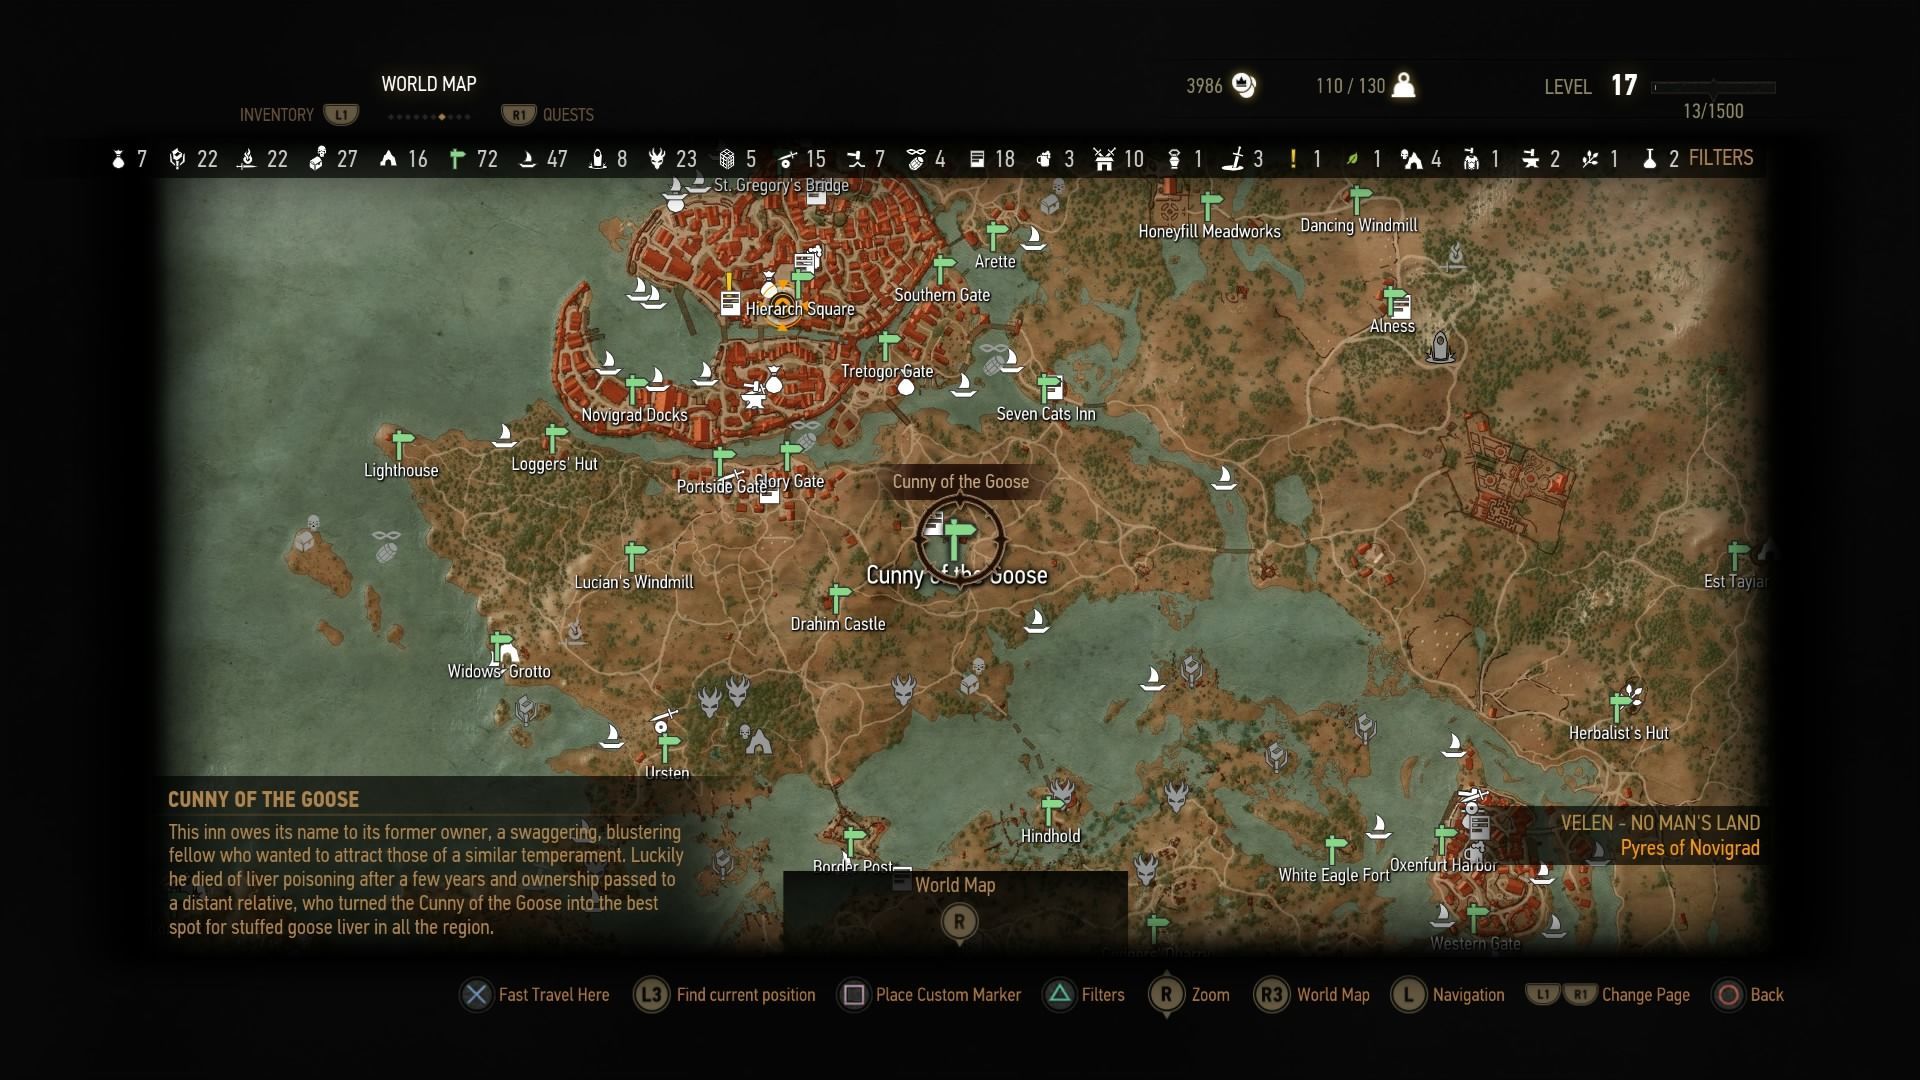 WORLD MAP
INVENTORY L1
R1 QUESTS
3986
110 / 130
LEVEL 17
13/1500
7 22 22 27 16 72 47 8 23 5 15 7 4 18 3 10 1 3 1 1 4 1 2 1 2 FILTERS
St. Gregory's Bridge
Honeyfill Meadworks
Dancing Windmill
Arette
Southern Gate
Hierarch Square
Alness
Tretogor Gate
Novigrad Docks
Seven Cats Inn
Lighthouse
Loggers' Hut
Portside Gate
Glory Gate
Cunny of the Goose
Cunny of the Goose
Lucian's Windmill
Est Tayiar
Drahim Castle
Widows' Grotto
Herbalist's Hut
Ursten
CUNNY OF THE GOOSE
This inn owes its name to its former owner, a swaggering, blustering
fellow who wanted to attract those of a similar temperament. Luckily
he died of liver poisoning after a few years and ownership passed to
a distant relative, who turned the Cunny of the Goose into the best
spot for stuffed goose liver in all the region.
Hindhold
VELEN - NO MAN'S LAND
Pyres of Novigrad
Border Post
White Eagle Fort
Oxenfurt Harbor
World Map
R
Western Gate
Fast Travel Here
L3 Find current position
Place Custom Marker
Filters
R Zoom
R3 World Map
L Navigation
L1 R1 Change Page
Back